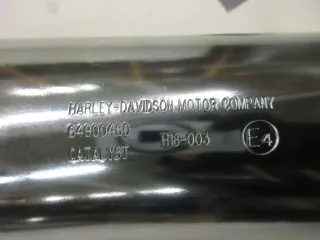 HARLEY-DAVIDSON MOTOR COMPANY
64900460 H18-003 E4
CATALYST